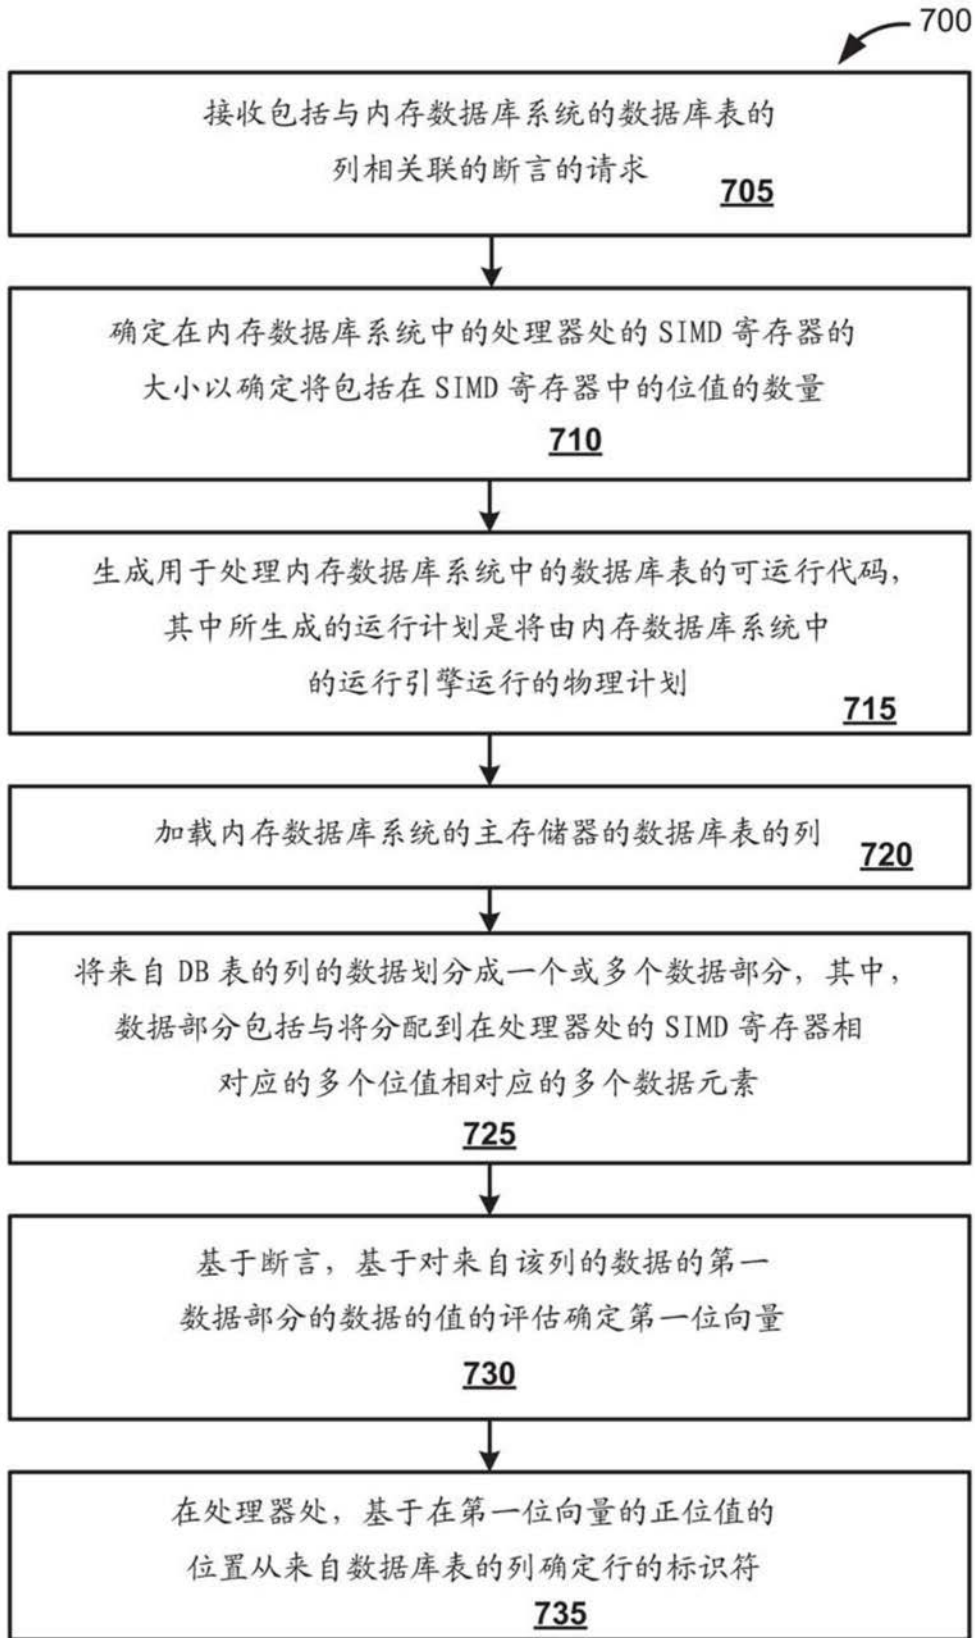 700
接收包括与内存数据库系统的数据库表的
列相关联的断言的请求
705
确定在内存数据库系统中的处理器处的 SIMD 寄存器的
大小以确定将包括在 SIMD 寄存器中的位值的数量
710
生成用于处理内存数据库系统中的数据库表的可运行代码，
其中所生成的运行计划是将由内存数据库系统中
的运行引擎运行的物理计划
715
加载内存数据库系统的主存储器的数据库表的列
720
将来自 DB 表的列的数据划分成一个或多个数据部分，其中，
数据部分包括与将分配到在处理器处的 SIMD 寄存器相
对应的多个位值相对应的多个数据元素
725
基于断言，基于对来自该列的数据的第一
数据部分的数据的值的评估确定第一位向量
730
在处理器处，基于在第一位向量的正位值的
位置从来自数据库表的列确定行的标识符
735